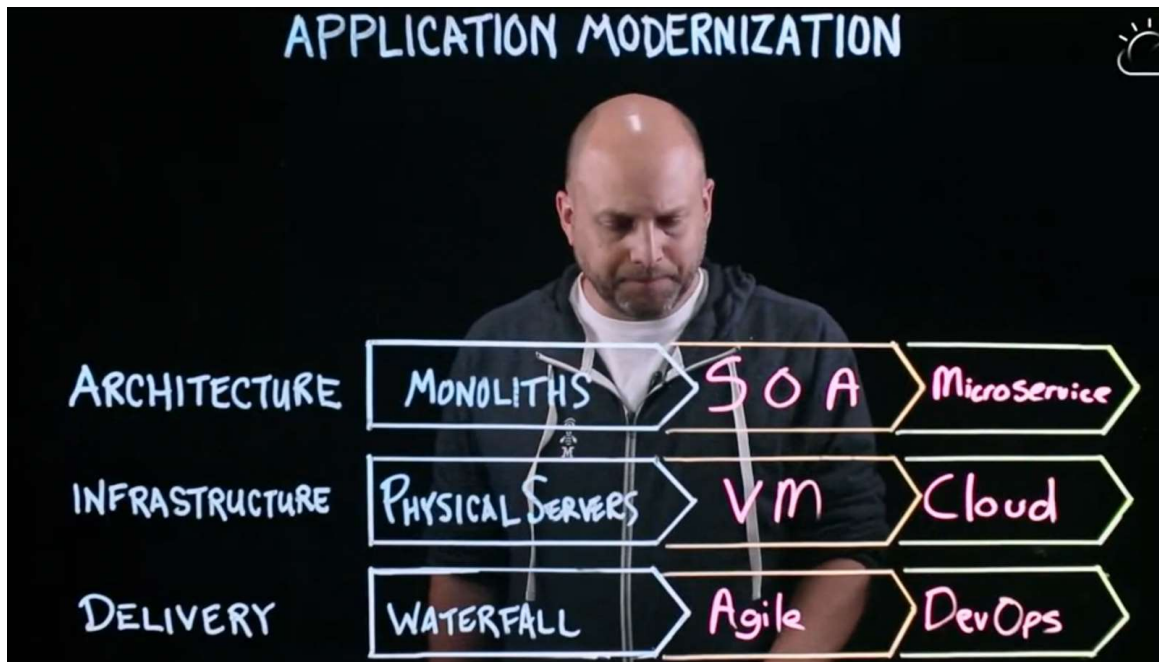 APPLICATION MODERNIZATION
ARCHITECTURE MONOLITHS SOA Microservice
INFRASTRUCTURE PHYSICAL SERVERS VM Cloud
DELIVERY WATERFALL Agile DevOps